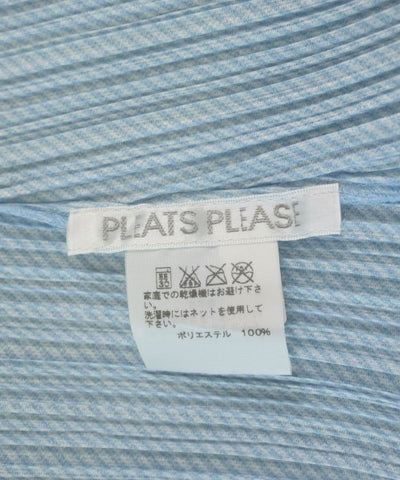 PLEATS PLEASE
家庭での乾燥機はお避け下さ
い。
洗濯時にはネットを使用して
下さい。
ポリエステル 100%